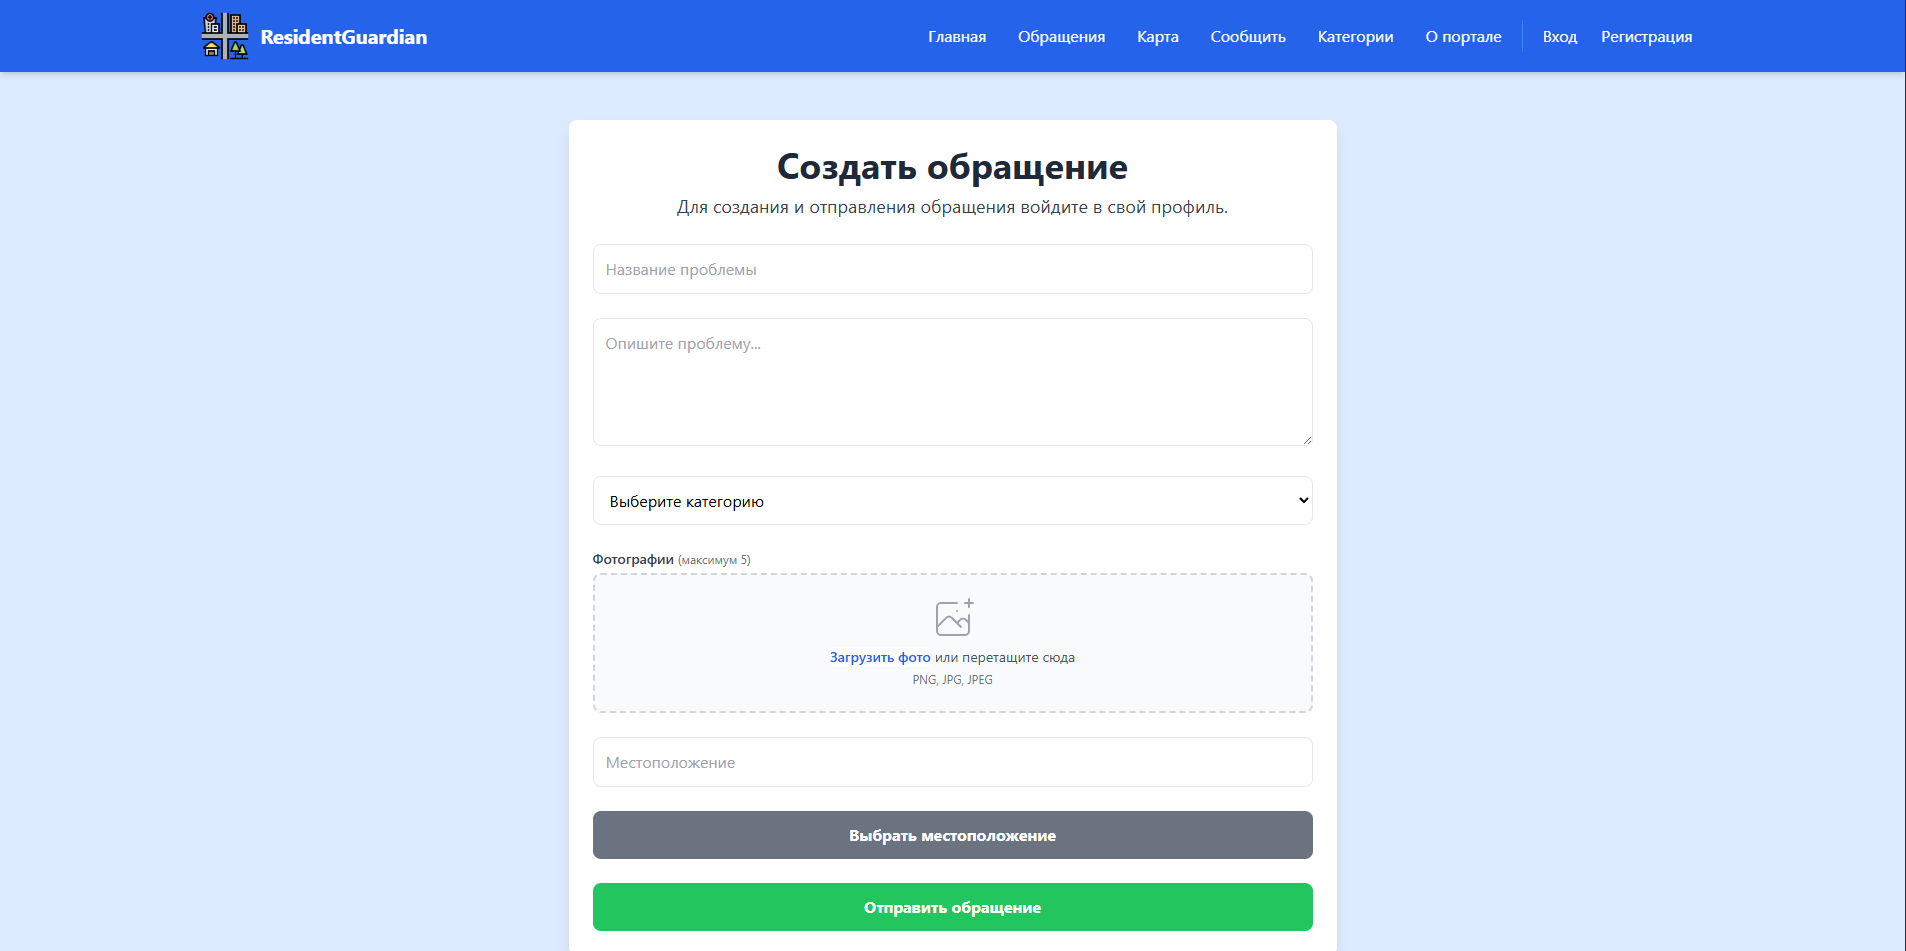 ResidentGuardian
Главная Обращения Карта Сообщить Категории О портале Вход Регистрация
Создать обращение
Для создания и отправления обращения войдите в свой профиль.
Название проблемы
Опишите проблему...
Выберите категорию
Фотографии (максимум 5)
Загрузить фото или перетащите сюда
PNG, JPG, JPEG
Местоположение
Выбрать местоположение
Отправить обращение